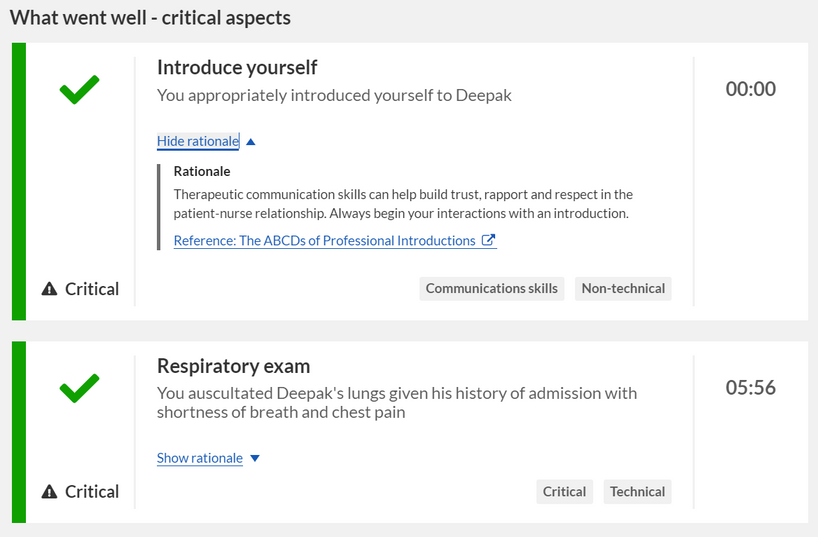 What went well - critical aspects
Introduce yourself
00:00
You appropriately introduced yourself to Deepak
Hide rationale
Rationale
Therapeutic communication skills can help build trust, rapport and respect in the
patient-nurse relationship. Always begin your interactions with an introduction.
Reference: The ABCDs of Professional Introductions
Critical
Communications skills
Non-technical
Respiratory exam
05:56
You auscultated Deepak's lungs given his history of admission with
shortness of breath and chest pain
Show rationale
Critical
Critical
Technical